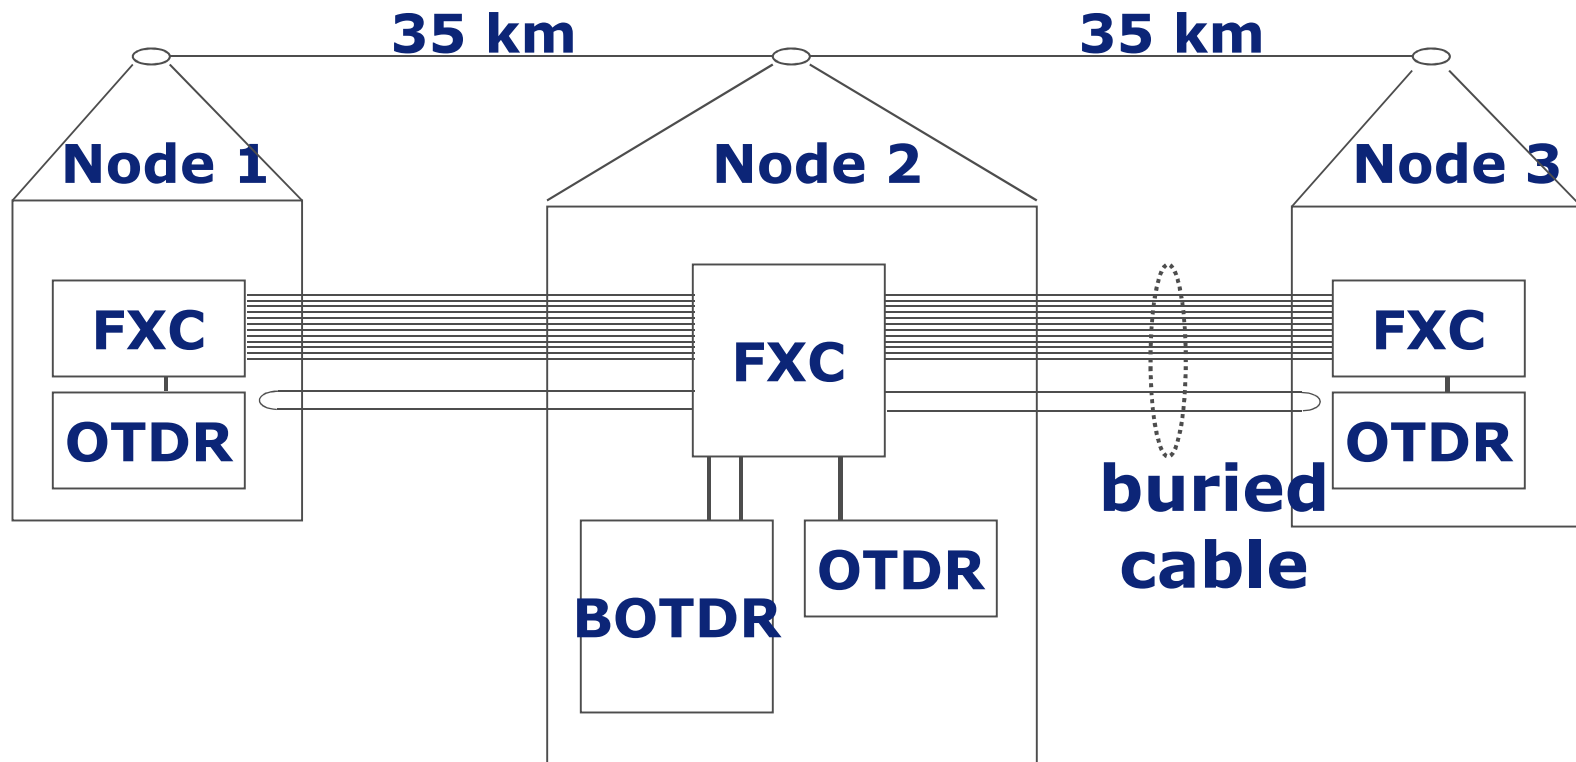 35 km
35 km
Node 1
Node 2
Node 3
FXC
FXC
FXC
OTDR
OTDR
buried
cable
OTDR
BOTDR